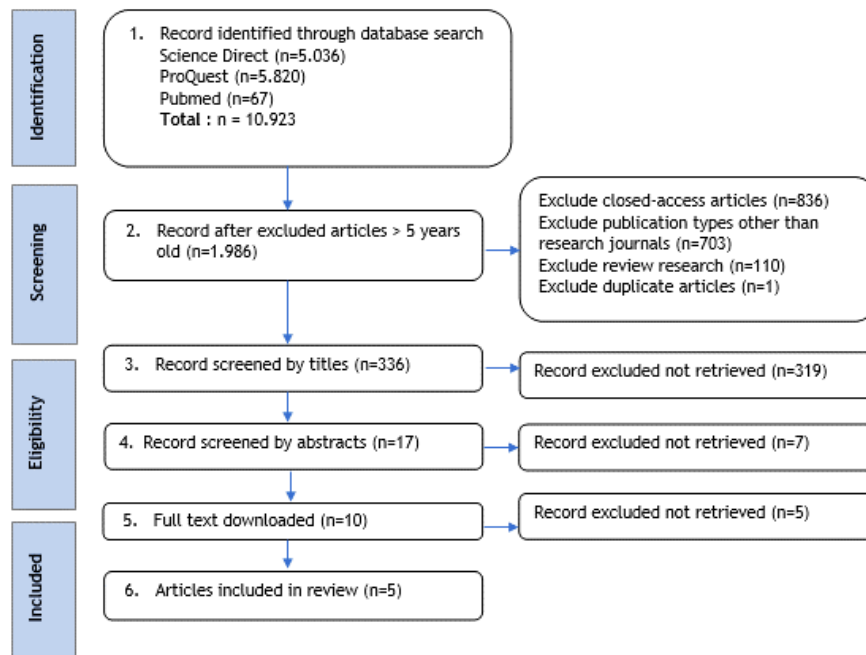 Identification
1. Record identified through database search
Science Direct (n=5.036)
ProQuest (n=5.820)
Pubmed (n=67)
Total : n = 10.923
Screening
2. Record after excluded articles > 5 years
old (n=1.986)
Exclude closed-access articles (n=836)
Exclude publication types other than
research journals (n=703)
Exclude review research (n=110)
Exclude duplicate articles (n=1)
3. Record screened by titles (n=336)
Record excluded not retrieved (n=319)
Eligibility
4. Record screened by abstracts (n=17)
Record excluded not retrieved (n=7)
5. Full text downloaded (n=10)
Record excluded not retrieved (n=5)
Included
6. Articles included in review (n=5)